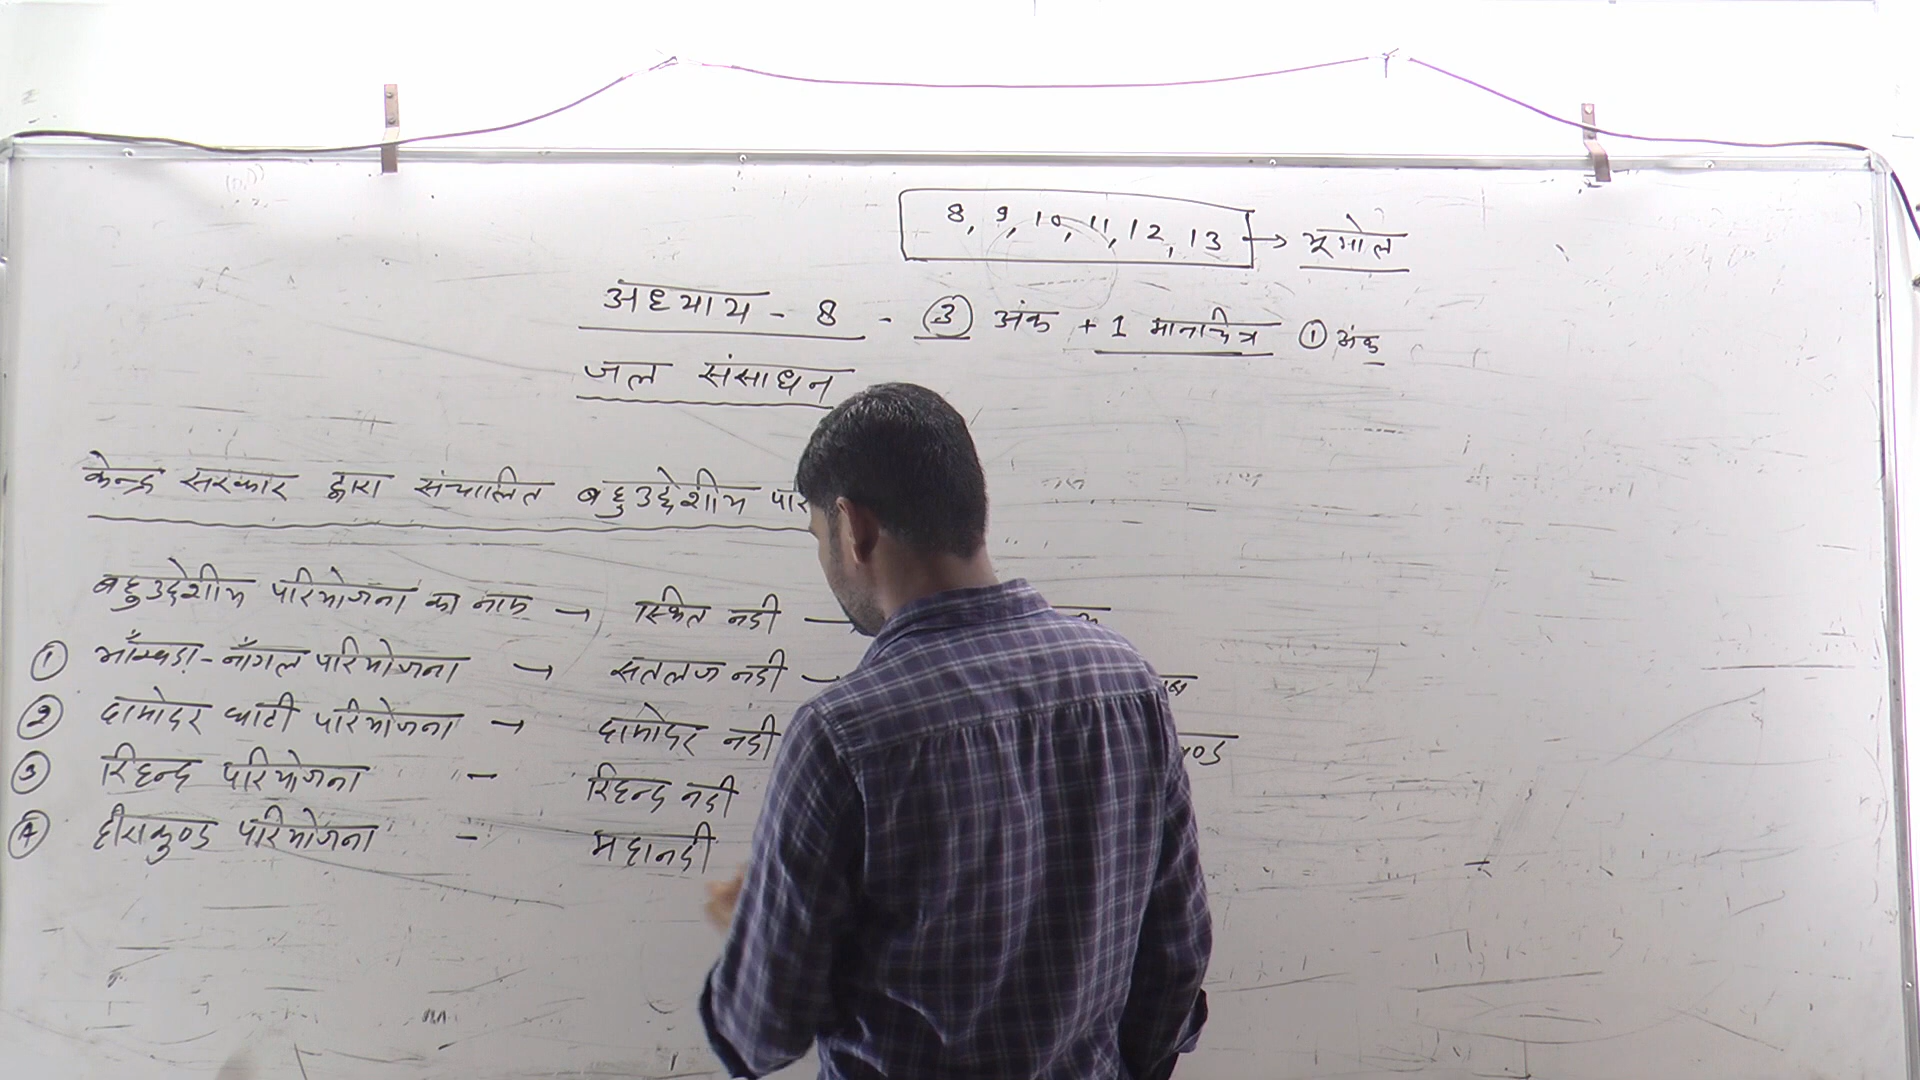 8, 9, 10, 11, 12, 13 → भूगोल
अध्याय - 8 - ③ अंक + 1 मानचित्र ① अंक
जल संसाधन
केन्द्र सरकार द्वारा संचालित बहुउद्देशीय
बहुउद्देशीय परियोजना का नाम → स्थित नदी
① भाँखडा-नाँगल परियोजना → सतलज नदी
② दामोदर घाटी परियोजना → दामोदर नदी
③ रिहन्द परियोजना - रिहन्द नदी
④ हीराकुण्ड परियोजना - महानदी